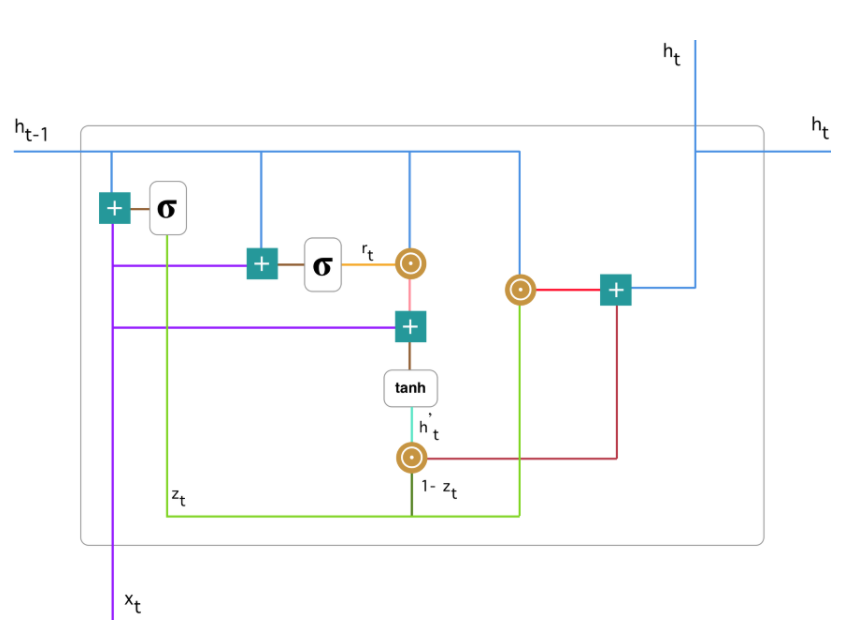 h_t
h_t-1
h_t
+
σ
r_t
+
σ
+
+
tanh
h'_t
1- z_t
z_t
x_t